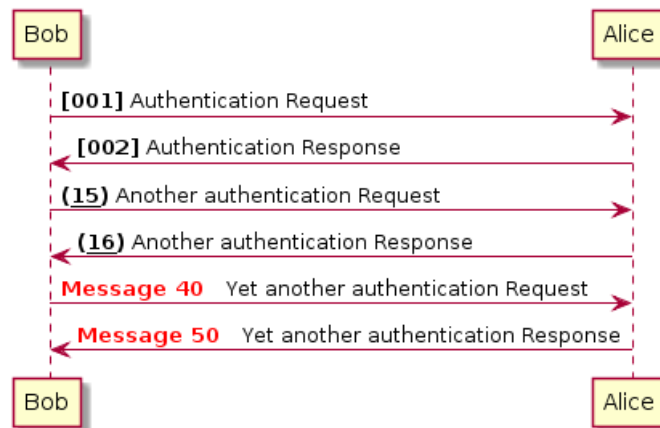 Bob Alice
[001] Authentication Request
[002] Authentication Response
(15) Another authentication Request
(16) Another authentication Response
Message 40 Yet another authentication Request
Message 50 Yet another authentication Response
Bob Alice